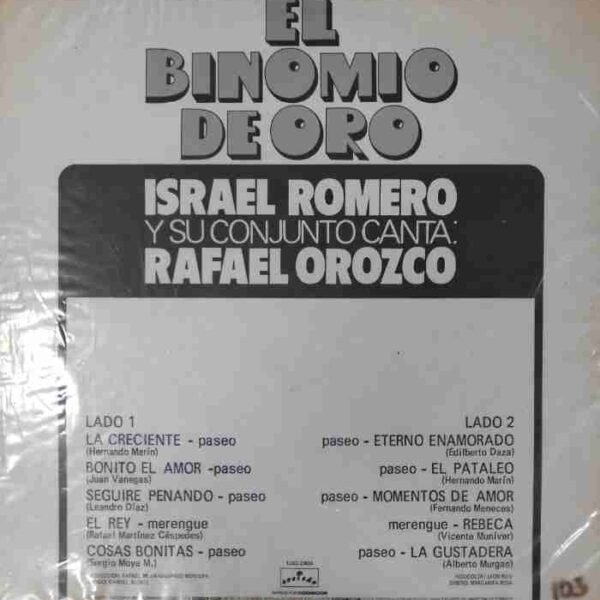 EL
BINOMIO
DE ORO
ISRAEL ROMERO
Y SU CONJUNTO CANTA:
RAFAEL OROZCO
LADO 1
LA CRECIENTE - paseo
(Hernando Marín)
BONITO EL AMOR -paseo
(Juan Vanegas)
SEGUIRE PENANDO - paseo
(Leandro Díaz)
EL REY - merengue
(Rafael Martínez Céspedes)
COSAS BONITAS - paseo
(Sergio Moya M.)
LADO 2
paseo - ETERNO ENAMORADO
(Edilberto Daza)
paseo - EL PATALEO
(Hernando Marín)
paseo - MOMENTOS DE AMOR
(Fernando Meneces)
merengue - REBECA
(Vicente Muníver)
paseo - LA GUSTADERA
(Alberto Murgas)
103